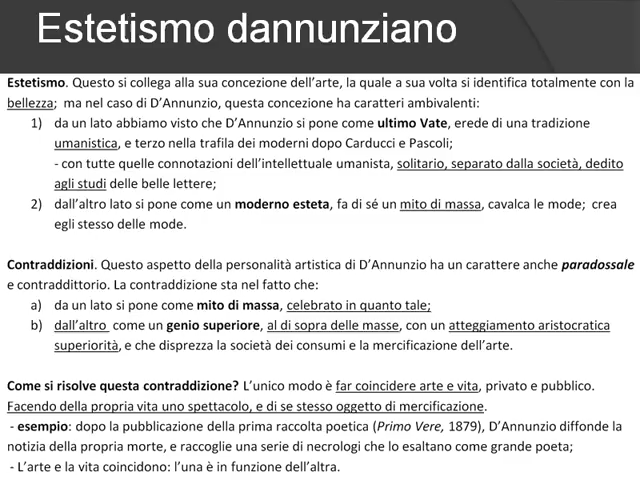 Estetismo dannunziano
Estetismo. Questo si collega alla sua concezione dell'arte, la quale a sua volta si identifica totalmente con la
bellezza; ma nel caso di D'Annunzio, questa concezione ha caratteri ambivalenti:
1) da un lato abbiamo visto che D'Annunzio si pone come ultimo Vate, erede di una tradizione
umanistica, e terzo nella trafila dei moderni dopo Carducci e Pascoli;
- con tutte quelle connotazioni dell'intellettuale umanista, solitario, separato dalla società, dedito
agli studi delle belle lettere;
2) dall'altro lato si pone come un moderno esteta, fa di sé un mito di massa, cavalca le mode; crea
egli stesso delle mode.
Contraddizioni. Questo aspetto della personalità artistica di D'Annunzio ha un carattere anche paradossale
e contraddittorio. La contraddizione sta nel fatto che:
a) da un lato si pone come mito di massa, celebrato in quanto tale;
b) dall'altro come un genio superiore, al di sopra delle masse, con un atteggiamento aristocratica
superiorità, e che disprezza la società dei consumi e la mercificazione dell'arte.
Come si risolve questa contraddizione? L'unico modo è far coincidere arte e vita, privato e pubblico.
Facendo della propria vita uno spettacolo, e di se stesso oggetto di mercificazione.
- esempio: dopo la pubblicazione della prima raccolta poetica (Primo Vere, 1879), D'Annunzio diffonde la
notizia della propria morte, e raccoglie una serie di necrologi che lo esaltano come grande poeta;
- L'arte e la vita coincidono: l'una è in funzione dell'altra.